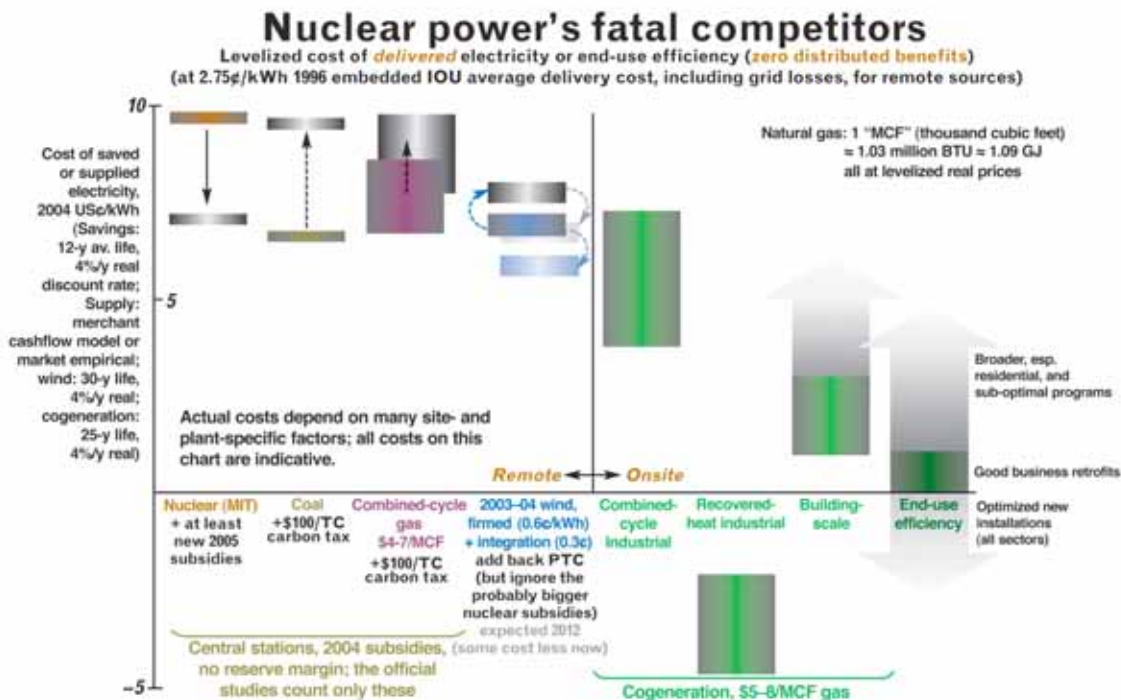 Nuclear power's fatal competitors
Levelized cost of delivered electricity or end-use efficiency (zero distributed benefits)
(at 2.75¢/kWh 1996 embedded IOU average delivery cost, including grid losses, for remote sources)
10
5
–5
Cost of saved
or supplied
electricity,
2004 US¢/kWh
(Savings:
12-y av. life,
4%/y real
discount rate;
Supply:
merchant
cashflow model or
market empirical;
wind: 30-y life,
4%/y real;
cogeneration:
25-y life,
4%/y real)
Natural gas: 1 "MCF" (thousand cubic feet)
≈ 1.03 million BTU ≈ 1.09 GJ
all at levelized real prices
Actual costs depend on many site- and
plant-specific factors; all costs on this
chart are indicative.
Remote
Onsite
Broader, esp.
residential, and
sub-optimal programs
Good business retrofits
Optimized new
installations
(all sectors)
Nuclear (MIT)
+ at least
new 2005
subsidies
Coal
+$100/TC
carbon tax
Combined-cycle
gas
$4-7/MCF
+$100/TC
carbon tax
2003–04 wind,
firmed (0.6¢/kWh)
+ integration (0.3¢)
add back PTC
(but ignore the
probably bigger
nuclear subsidies)
expected 2012
(some cost less now)
Combined-
cycle
industrial
Recovered-
heat industrial
Building-
scale
End-use
efficiency
Central stations, 2004 subsidies,
no reserve margin; the official
studies count only these
Cogeneration, $5–8/MCF gas